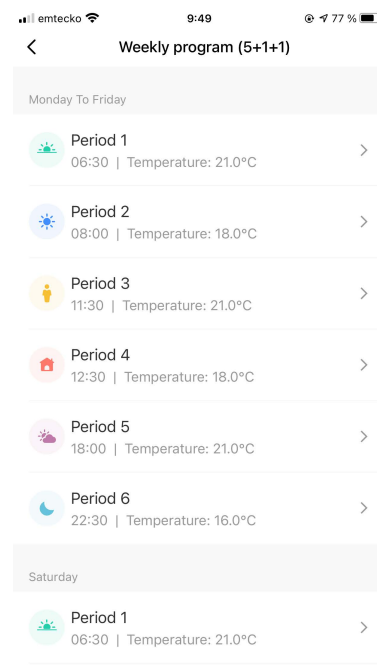 emtecko 9:49 77 %
Weekly program (5+1+1)
Monday To Friday
Period 1
06:30 | Temperature: 21.0°C
Period 2
08:00 | Temperature: 18.0°C
Period 3
11:30 | Temperature: 21.0°C
Period 4
12:30 | Temperature: 18.0°C
Period 5
18:00 | Temperature: 21.0°C
Period 6
22:30 | Temperature: 16.0°C
Saturday
Period 1
06:30 | Temperature: 21.0°C